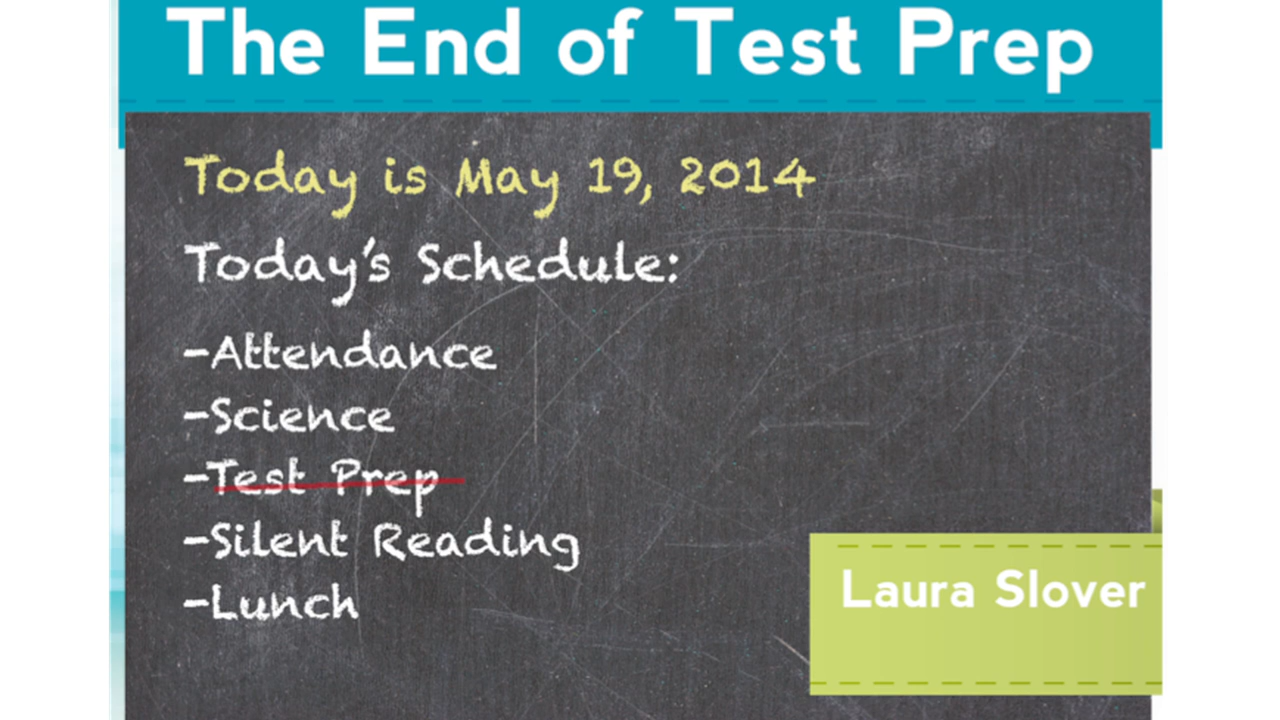 The End of Test Prep
Today is May 19, 2014
Today's Schedule:
-Attendance
-Science
-Test Prep
-Silent Reading
-Lunch
Laura Slover